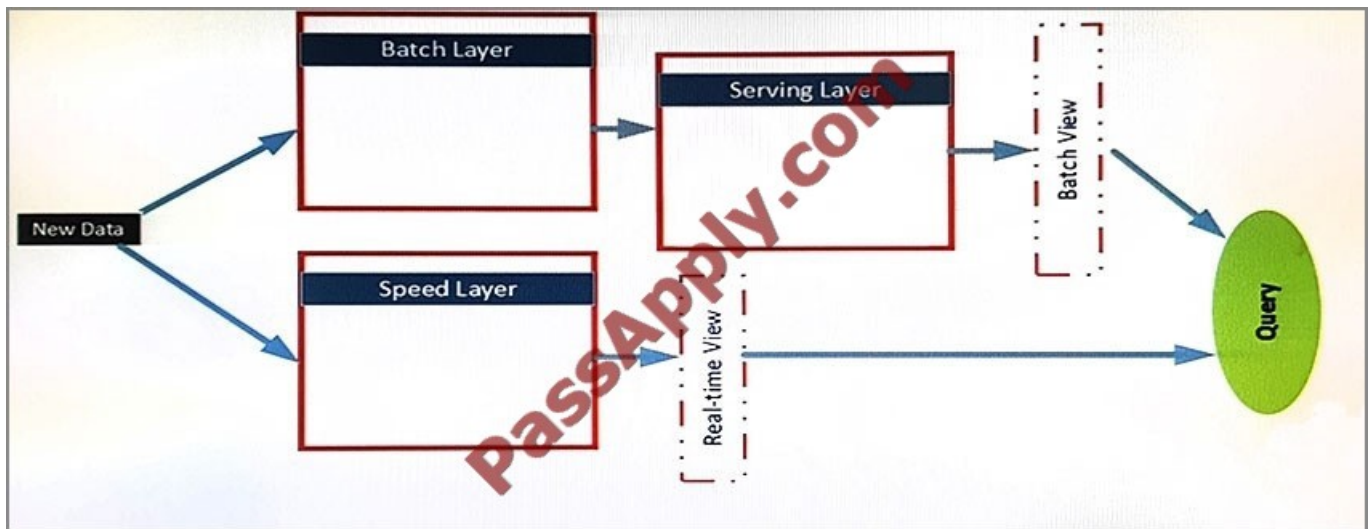 Batch Layer
Serving Layer
Batch View
New Data
Speed Layer
Real-time View
Query
PassApply.com